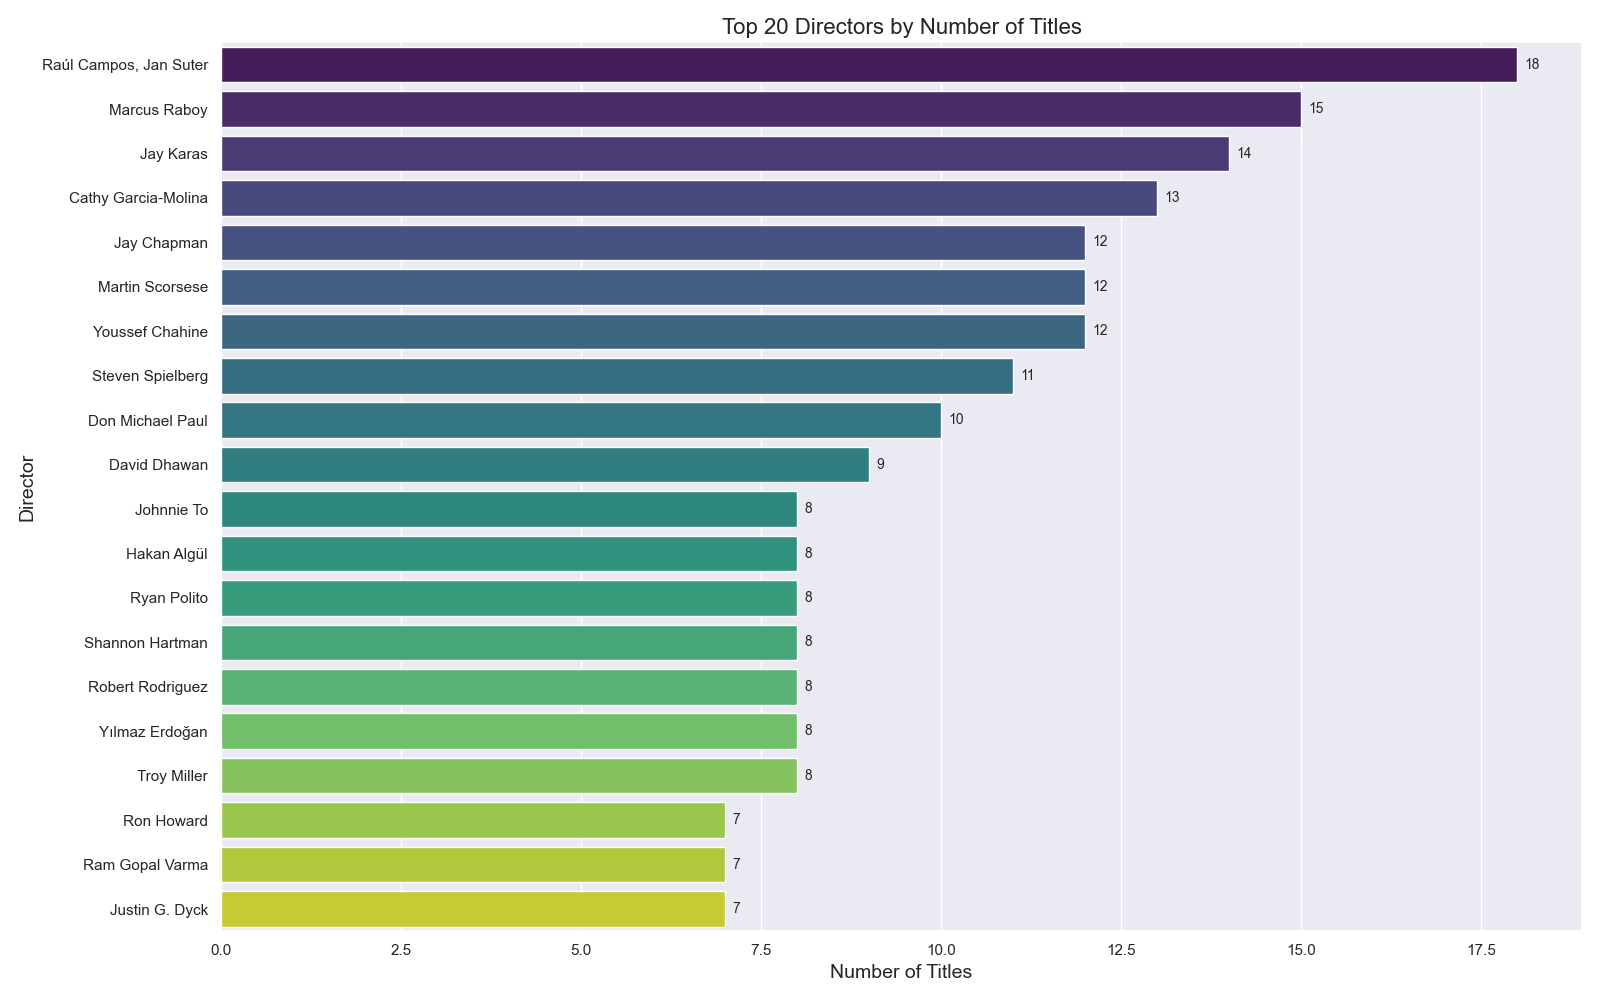 Top 20 Directors by Number of Titles
Raúl Campos, Jan Suter 18
Marcus Raboy 15
Jay Karas 14
Cathy Garcia-Molina 13
Jay Chapman 12
Martin Scorsese 12
Youssef Chahine 12
Steven Spielberg 11
Don Michael Paul 10
David Dhawan 9
Johnnie To 8
Hakan Algül 8
Ryan Polito 8
Shannon Hartman 8
Robert Rodriguez 8
Yılmaz Erdoğan 8
Troy Miller 8
Ron Howard 7
Ram Gopal Varma 7
Justin G. Dyck 7
Director
0.0 2.5 5.0 7.5 10.0 12.5 15.0 17.5
Number of Titles